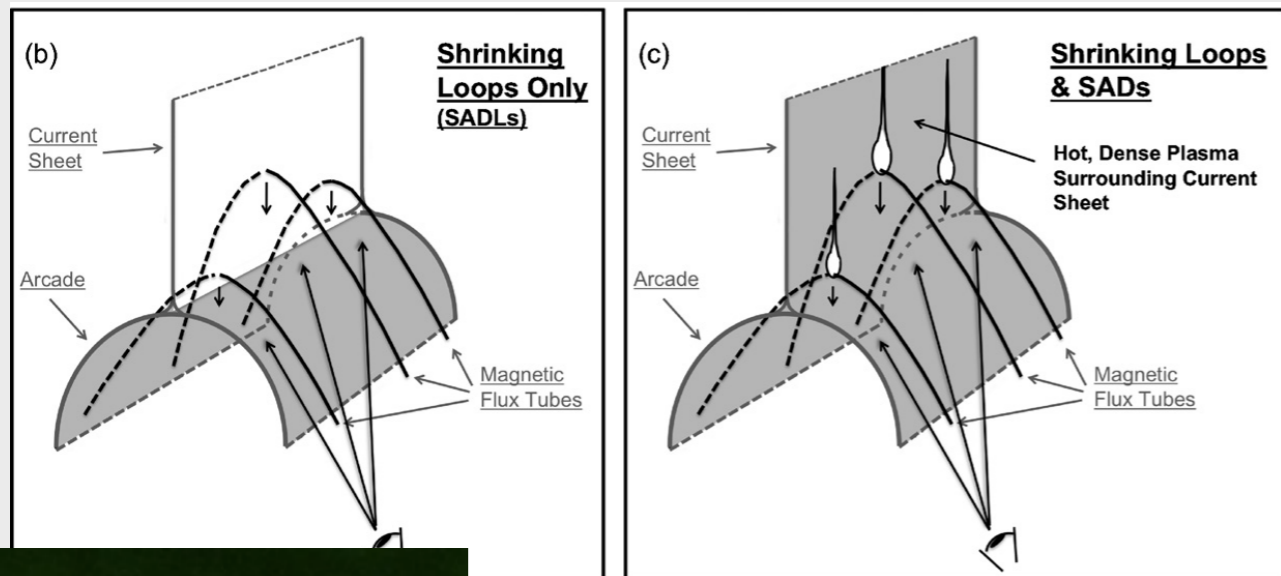 (b)
Shrinking
Loops Only
(SADLs)
Current
Sheet
Arcade
Magnetic
Flux Tubes
(c)
Shrinking Loops
& SADs
Current
Sheet
Hot, Dense Plasma
Surrounding Current
Sheet
Arcade
Magnetic
Flux Tubes